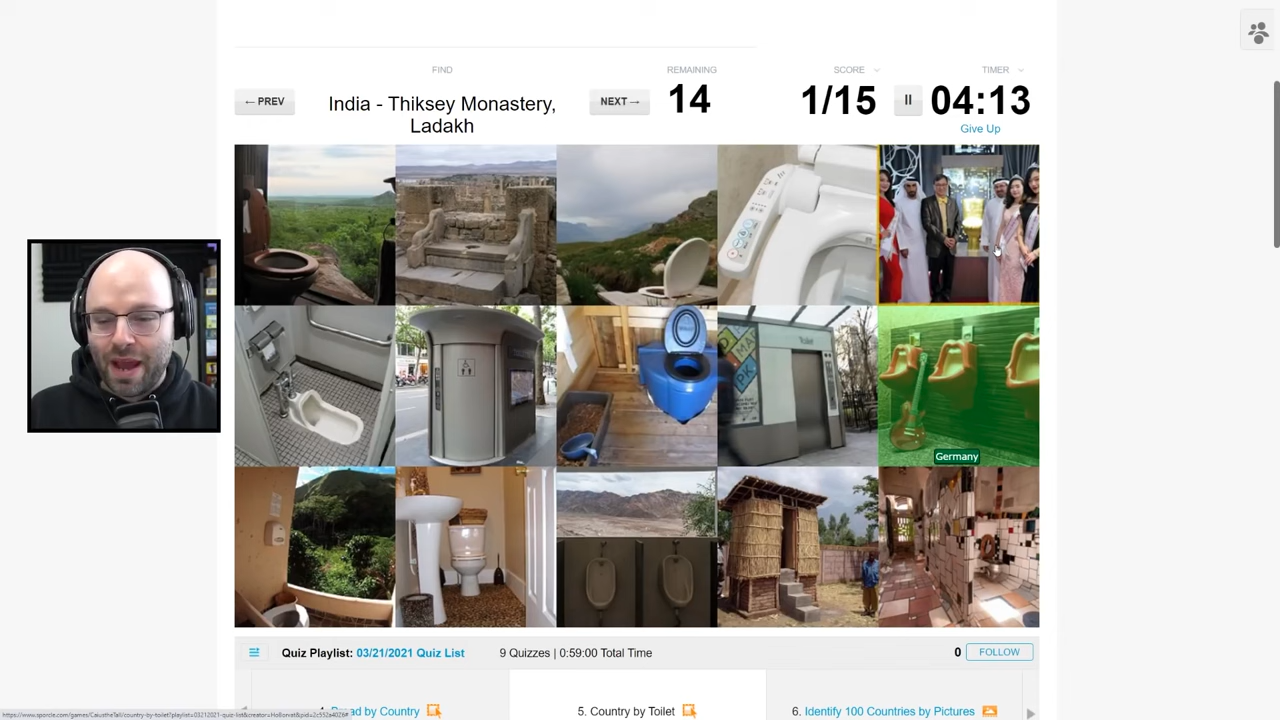 FIND
REMAINING
SCORE
TIMER
← PREV
India - Thiksey Monastery,
Ladakh
NEXT →
14
1/15
04:13
Give Up
Toilet
Germany
Quiz Playlist: 03/21/2021 Quiz List
9 Quizzes | 0:59:00 Total Time
0
FOLLOW
by Country
5. Country by Toilet
6. Identify 100 Countries by Pictures